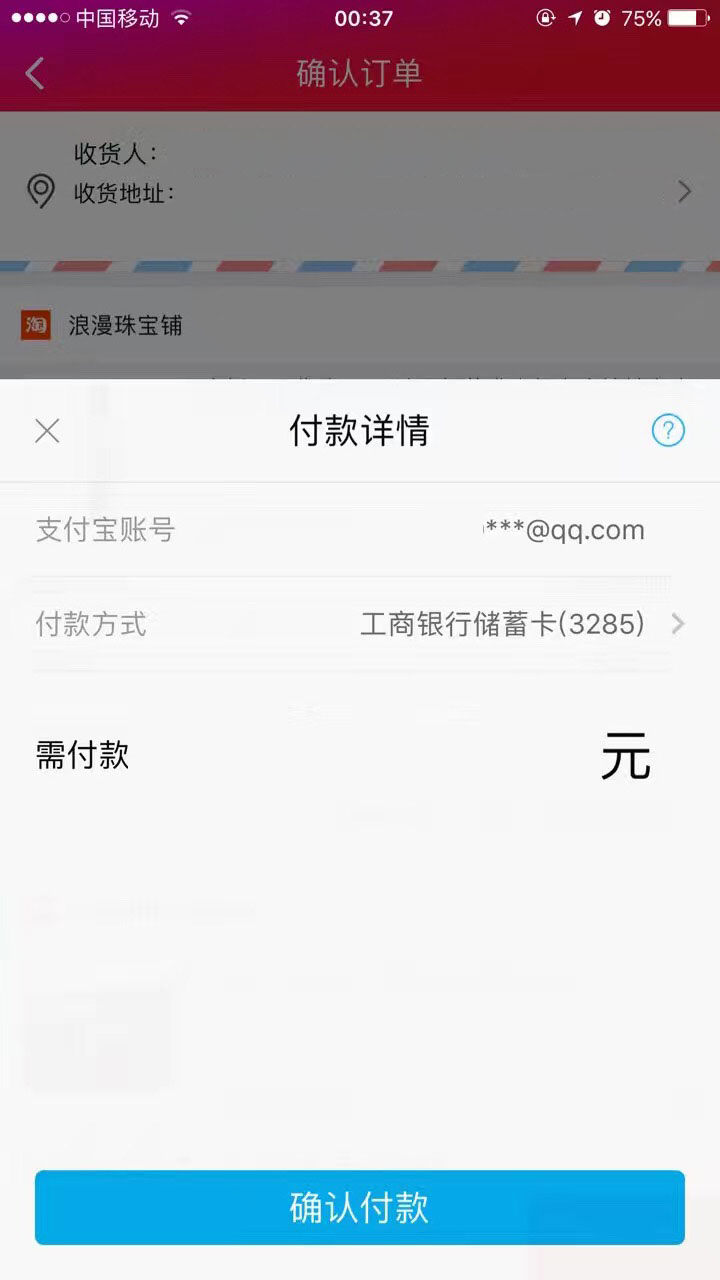 中国移动 00:37 75%
确认订单
收货人：
收货地址：
淘 浪漫珠宝铺
付款详情 ?
支付宝账号 ***@qq.com
付款方式 工商银行储蓄卡(3285)
需付款 元
确认付款